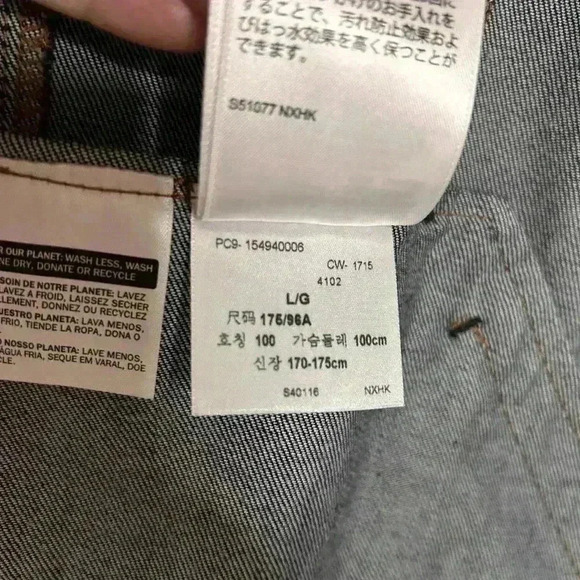 することで、汚れ防止効果およ
びはっ水効果を高く保つことが
できます。
S51077 NXHK
OUR PLANET: WASH LESS, WASH
DRY, DONATE OR RECYCLE
SOIN DE NOTRE PLANETE: LAVEZ
LAVEZ A FROID, LAISSEZ SECHER
DONNEZ OU RECYCLEZ
PLANETA: LAVA MENOS,
FRIO, TIENDE LA ROPA, DONA O
NOSSO PLANETA: LAVE MENOS,
FRIA, SEQUE EM VARAL, DOE
PC9- 154940006
CW- 1715
4102
L/G
尺码 175/96A
호칭 100 가슴둘레 100cm
신장 170-175cm
S40116 NXHK